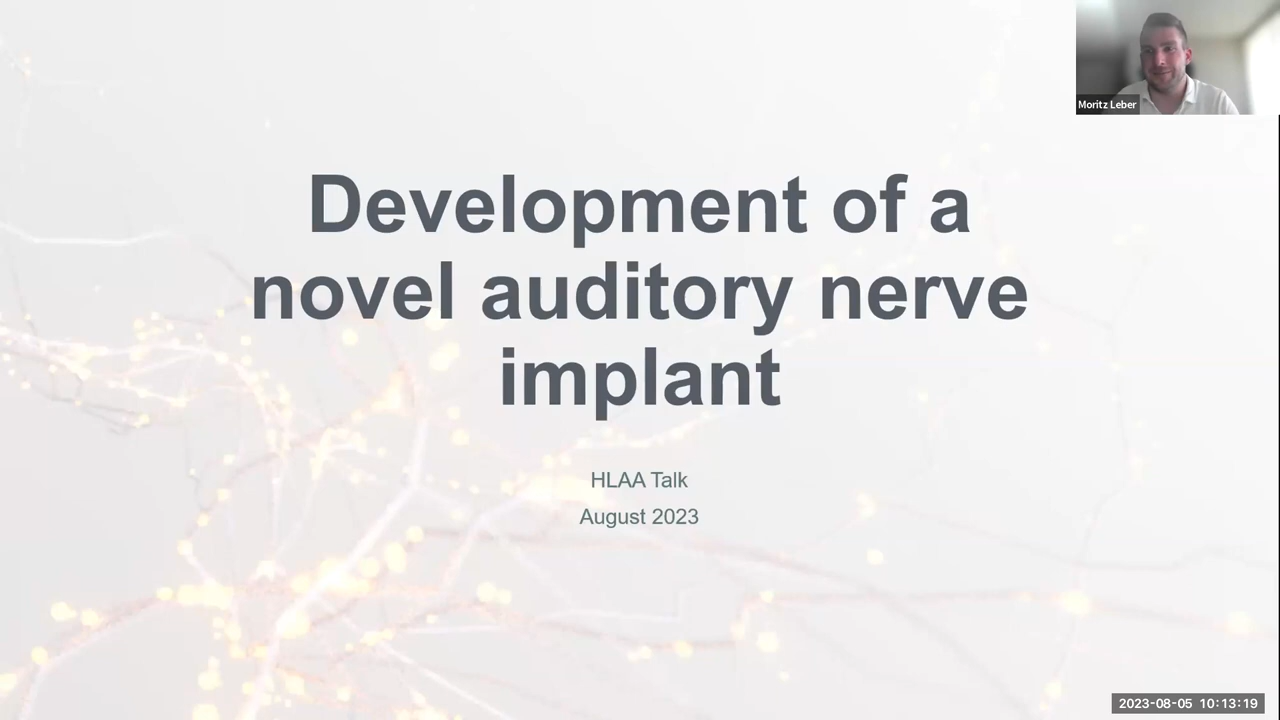 Moritz Leber
Development of a
novel auditory nerve
implant
HLAA Talk
August 2023
2023-08-05 10:13:19